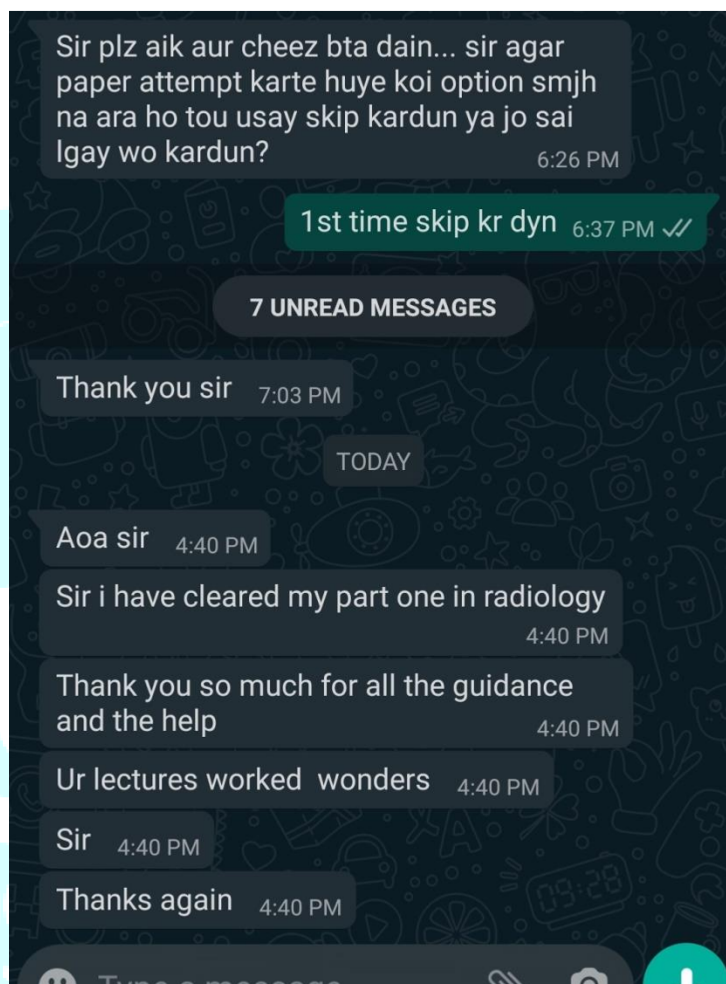 Sir plz aik aur cheez bta dain... sir agar
paper attempt karte huye koi option smjh
na ara ho tou usay skip kardun ya jo sai
lgay wo kardun?
6:26 PM
1st time skip kr dyn 6:37 PM
7 UNREAD MESSAGES
Thank you sir 7:03 PM
TODAY
Aoa sir 4:40 PM
Sir i have cleared my part one in radiology
4:40 PM
Thank you so much for all the guidance
and the help 4:40 PM
Ur lectures worked wonders 4:40 PM
Sir 4:40 PM
Thanks again 4:40 PM
Type a message